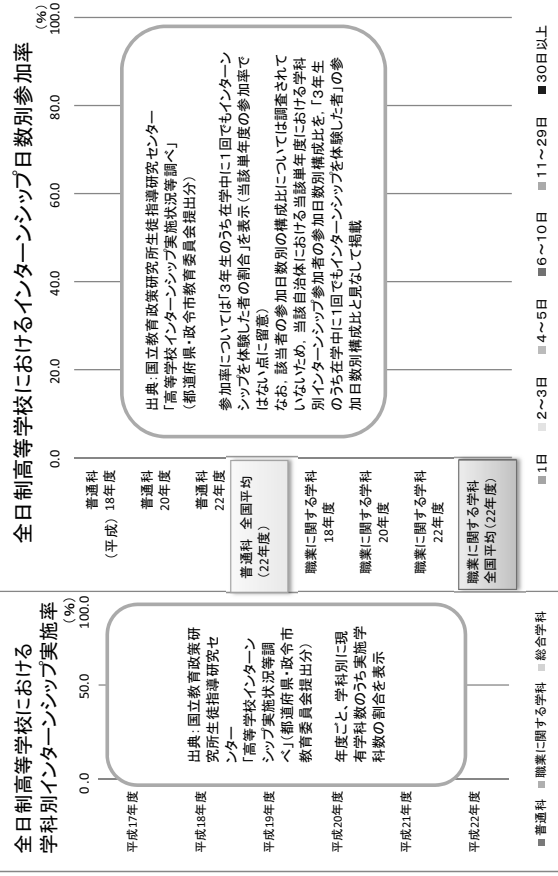 全日制高等学校における
学科別インターンシップ実施率
(%)
0.0
50.0
100.0
平成17年度
平成18年度
平成19年度
平成20年度
平成21年度
平成22年度
出典：国立教育政策研
究所生徒指導研究セ
ンター
「高等学校インターン
シップ実施状況等調
べ」（都道府県・政令市
教育委員会提出分）
年度ごと、学科別に現
有学科数のうち実施学
科数の割合を表示
■普通科 ■職業に関する学科 ■総合学科
全日制高等学校におけるインターンシップ日数別参加率
(%)
0.0
20.0
40.0
60.0
80.0
100.0
普通科
（平成）18年度
普通科
20年度
普通科
22年度
普通科 全国平均
（22年度）
職業に関する学科
18年度
職業に関する学科
20年度
職業に関する学科
22年度
職業に関する学科
全国平均（22年度）
出典：国立教育政策研究所生徒指導研究センター
「高等学校インターンシップ実施状況等調べ」
（都道府県・政令市教育委員会提出分）
参加率については「3年生のうち在学中に1回でもインターン
シップを体験した者の割合」を表示（当該単年度の参加率で
はない点に留意）
なお，該当者の参加日数別の構成比については調査されて
いないため，当該自治体における当該単年度における学科
別インターンシップ参加者の参加日数別構成比を，「3年生
のうち在学中に1回でもインターンシップを体験した者」の参
加日数別構成比と見なして掲載
■1日 ■2～3日 ■4～5日 ■6～10日 ■11～29日 ■30日以上